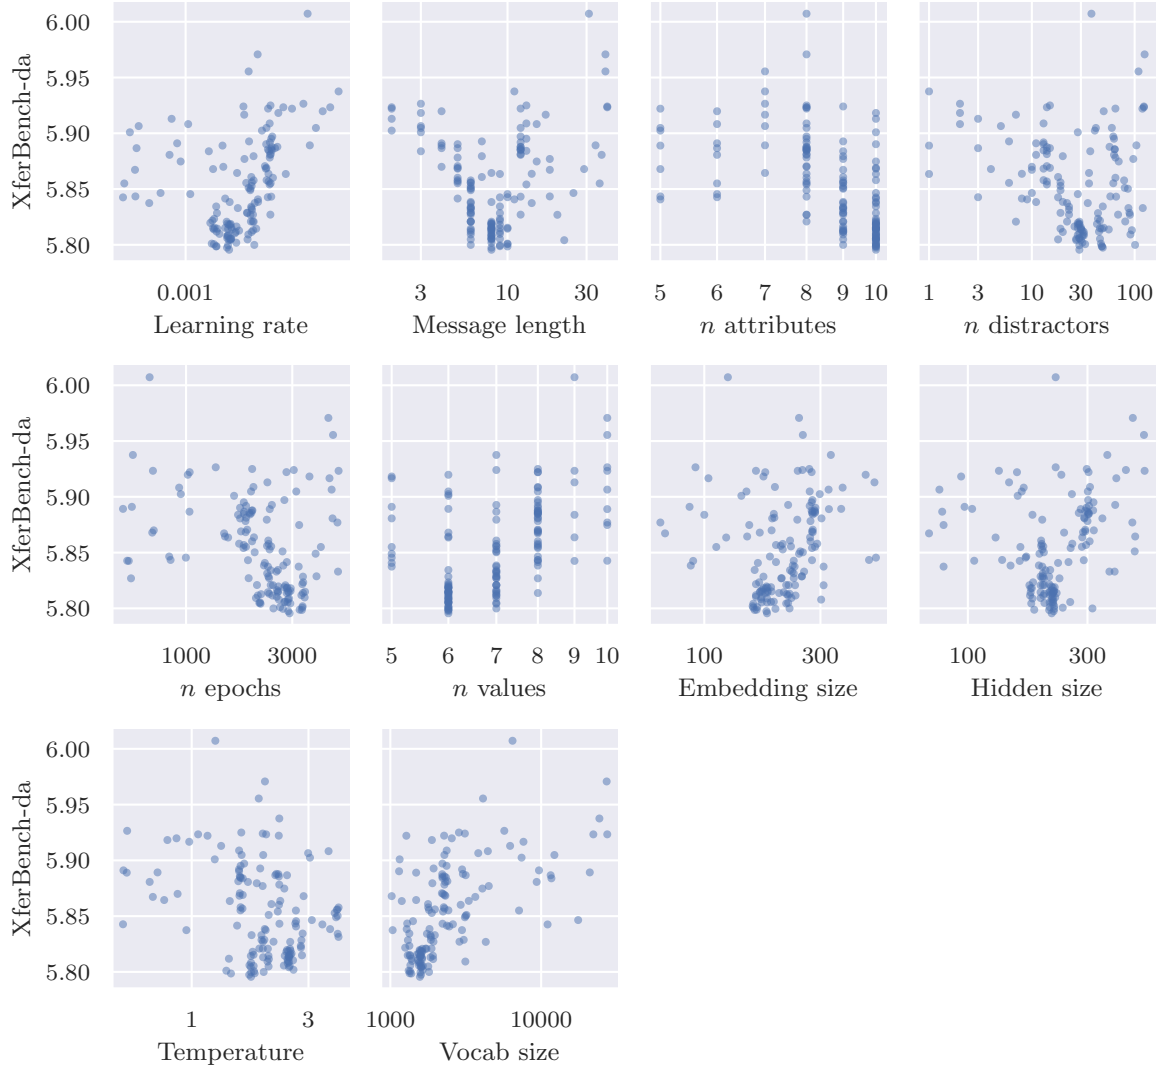 XferBench-da
6.00
5.95
5.90
5.85
5.80
0.001
3 10 30
5 6 7 8 9 10
1 3 10 30 100
Learning rate
Message length
n attributes
n distractors
XferBench-da
6.00
5.95
5.90
5.85
5.80
1000 3000
5 6 7 8 9 10
100 300
100 300
n epochs
n values
Embedding size
Hidden size
XferBench-da
6.00
5.95
5.90
5.85
5.80
1 3
1000 10000
Temperature
Vocab size